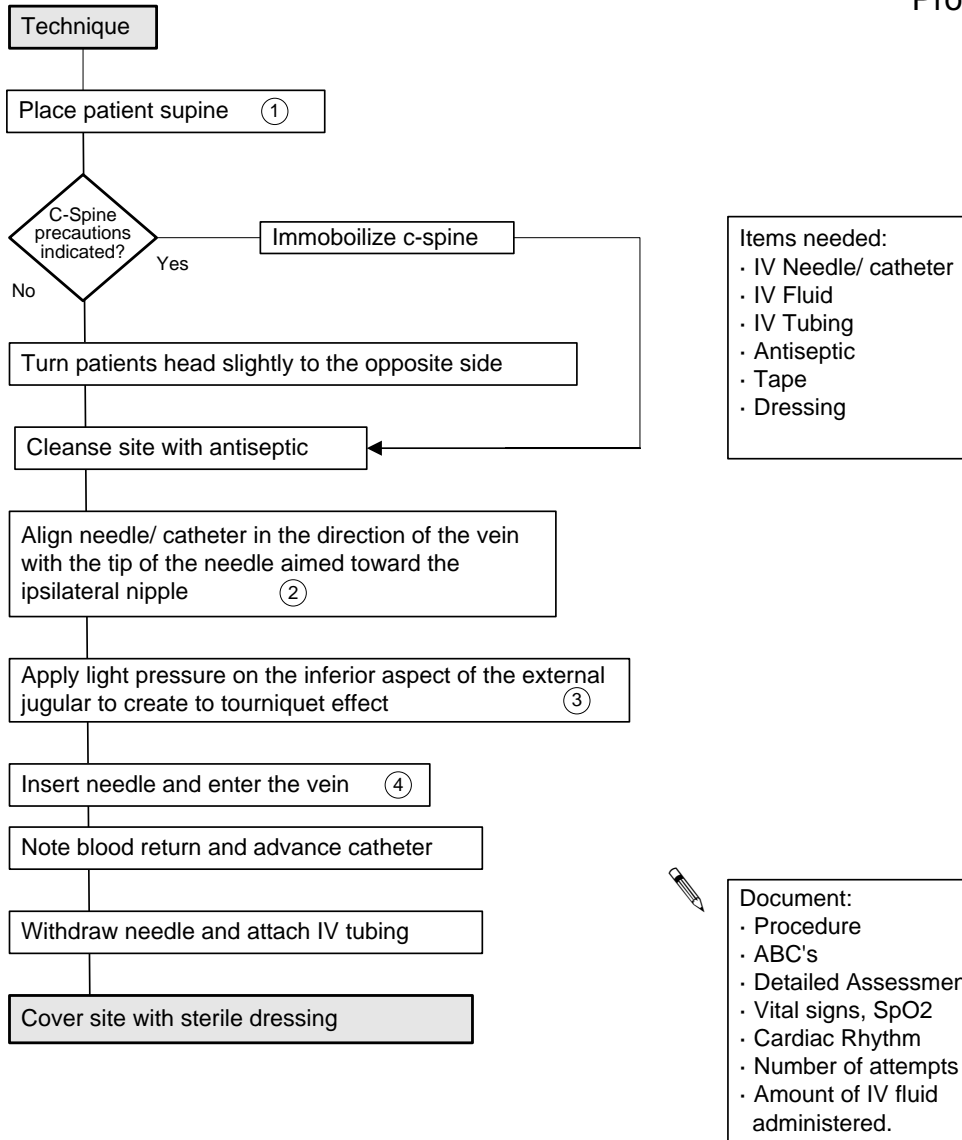 Technique
Place patient supine 1
C-Spine
precautions
indicated?
Yes
No
Immoboilize c-spine
Turn patients head slightly to the opposite side
Cleanse site with antiseptic
Align needle/ catheter in the direction of the vein
with the tip of the needle aimed toward the
ipsilateral nipple 2
Apply light pressure on the inferior aspect of the external
jugular to create to tourniquet effect 3
Insert needle and enter the vein 4
Note blood return and advance catheter
Withdraw needle and attach IV tubing
Cover site with sterile dressing
Items needed:
· IV Needle/ catheter
· IV Fluid
· IV Tubing
· Antiseptic
· Tape
· Dressing
Document:
· Procedure
· ABC's
· Detailed
· Vital signs, SpO2
· Cardiac Rhythm
· Number of attempts
· Amount of IV fluid
administered.